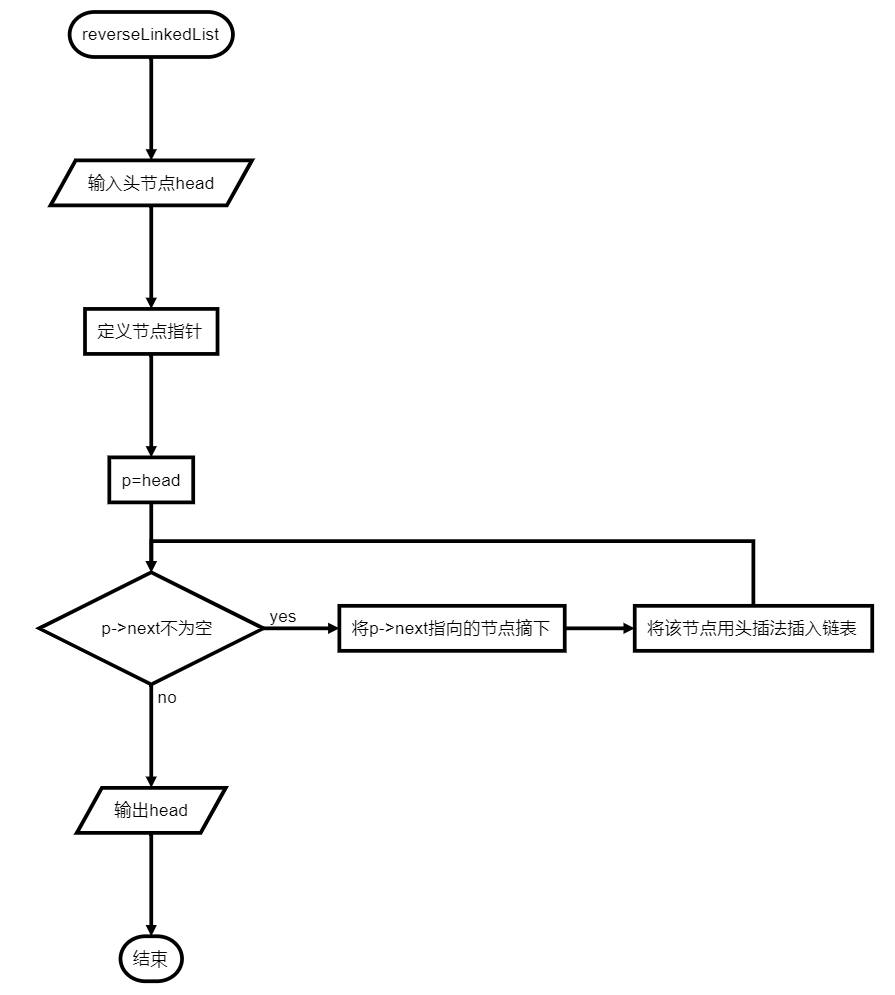 reverseLinkedList
输入头节点head
定义节点指针
p=head
p->next不为空
yes
将p->next指向的节点摘下
将该节点用头插法插入链表
no
输出head
结束